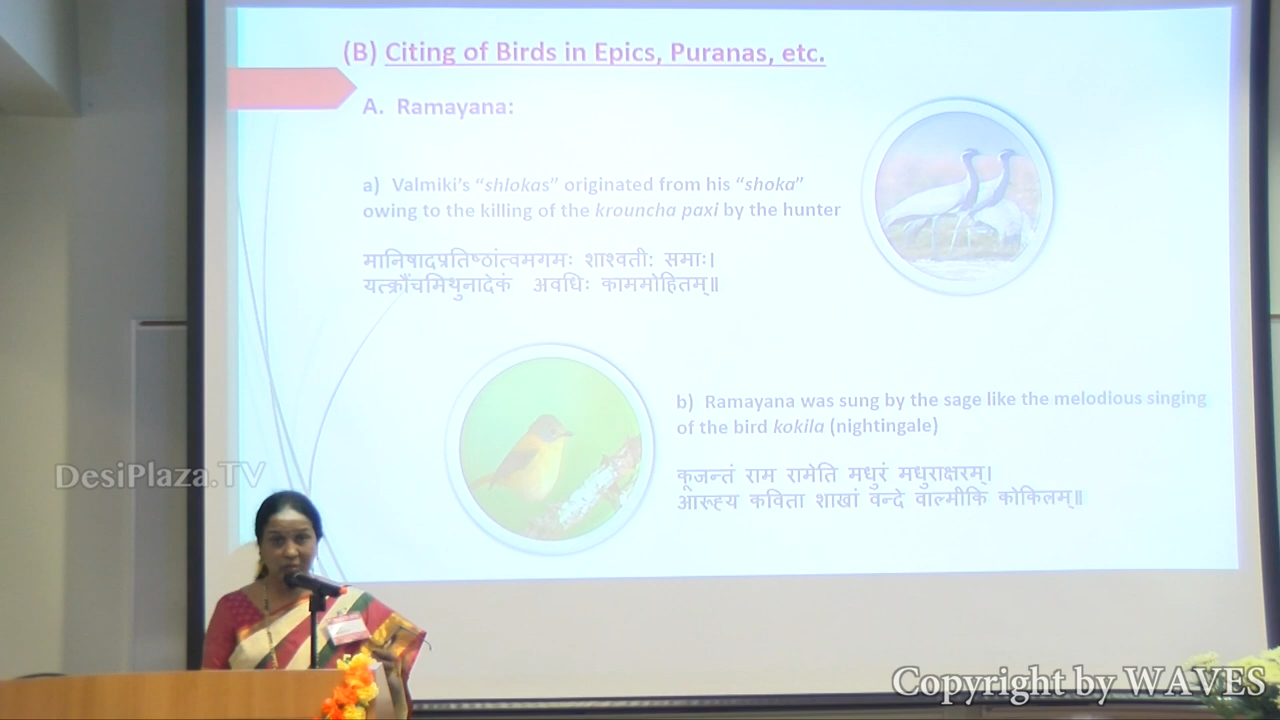 (B) Citing of Birds in Epics, Puranas, etc.
A. Ramayana:
a) Valmiki's "shlokas" originated from his "shoka"
owing to the killing of the krouncha paxi by the hunter
मानिषादप्रतिष्ठांत्वमगमः शाश्वतीः समाः।
यत्क्रौंचमिथुनादेकं अवधिः काममोहितम्॥
b) Ramayana was sung by the sage like the melodious singing
of the bird kokila (nightingale)
कूजन्तं राम रामेति मधुरं मधुराक्षरम्।
आरूह्य कविता शाखां वन्दे वाल्मीकि कोकिलम्॥
DesiPlaza.TV
Copyright by WAVES